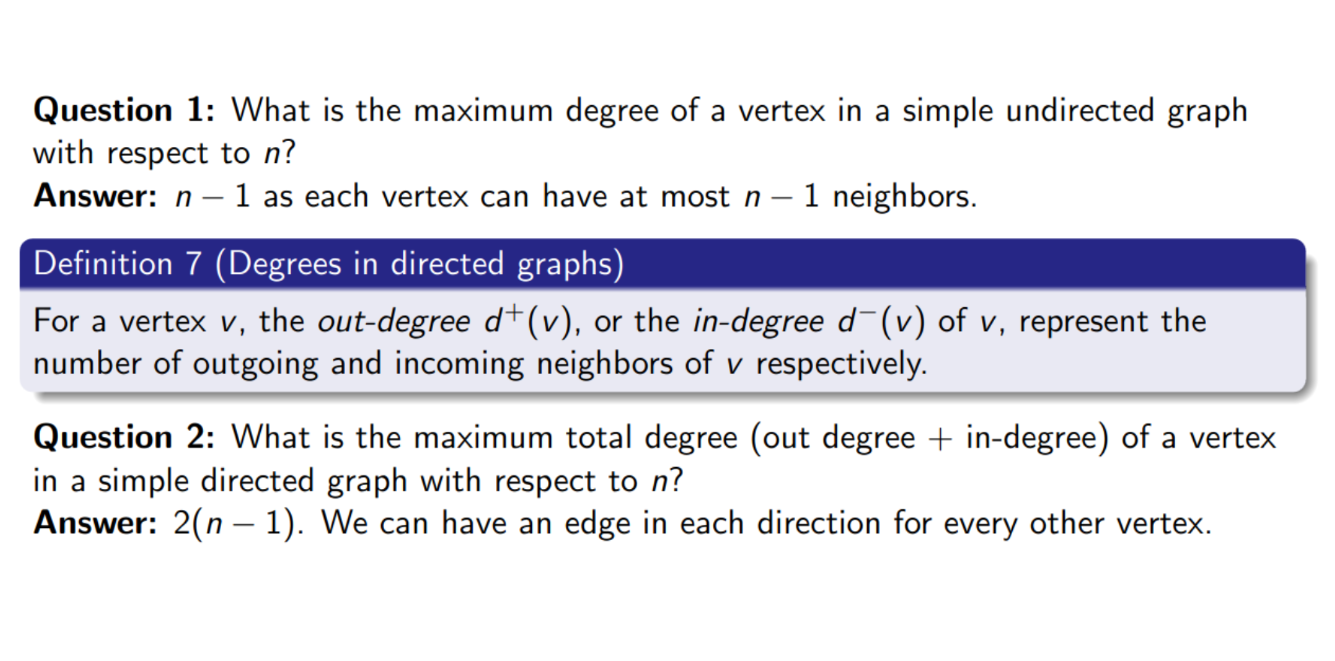 Question 1: What is the maximum degree of a vertex in a simple undirected graph
with respect to n?
Answer: n − 1 as each vertex can have at most n − 1 neighbors.
Definition 7 (Degrees in directed graphs)
For a vertex v, the out-degree d⁺(v), or the in-degree d⁻(v) of v, represent the
number of outgoing and incoming neighbors of v respectively.
Question 2: What is the maximum total degree (out degree + in-degree) of a vertex
in a simple directed graph with respect to n?
Answer: 2(n − 1). We can have an edge in each direction for every other vertex.